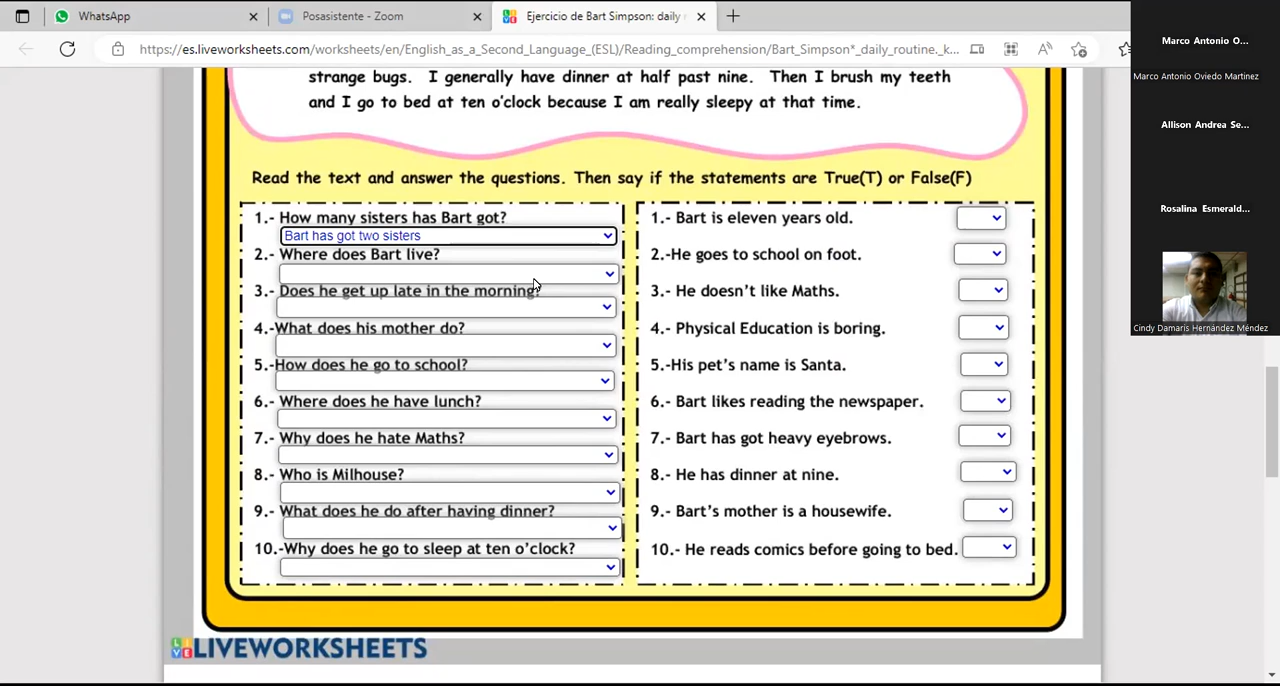 WhatsApp
Posasistente - Zoom
Ejercicio de Bart Simpson: daily
https://es.liveworksheets.com/worksheets/en/English_as_a_Second_Language_(ESL)/Reading_comprehension/Bart_Simpson*_daily_routine._k...
Marco Antonio O...
Marco Antonio Oviedo Martinez
Allison Andrea Se...
Rosalina Esmerald...
Cindy Damaris Hernández Méndez
strange bugs. I generally have dinner at half past nine. Then I brush my teeth
and I go to bed at ten o'clock because I am really sleepy at that time.
Read the text and answer the questions. Then say if the statements are True(T) or False(F)
1.- How many sisters has Bart got?
Bart has got two sisters
2.- Where does Bart live?
3.- Does he get up late in the morning?
4.-What does his mother do?
5.-How does he go to school?
6.- Where does he have lunch?
7.- Why does he hate Maths?
8.- Who is Milhouse?
9.- What does he do after having dinner?
10.-Why does he go to sleep at ten o'clock?
1.- Bart is eleven years old.
2.-He goes to school on foot.
3.- He doesn't like Maths.
4.- Physical Education is boring.
5.-His pet's name is Santa.
6.- Bart likes reading the newspaper.
7.- Bart has got heavy eyebrows.
8.- He has dinner at nine.
9.- Bart's mother is a housewife.
10.- He reads comics before going to bed.
LIVE LIVEWORKSHEETS